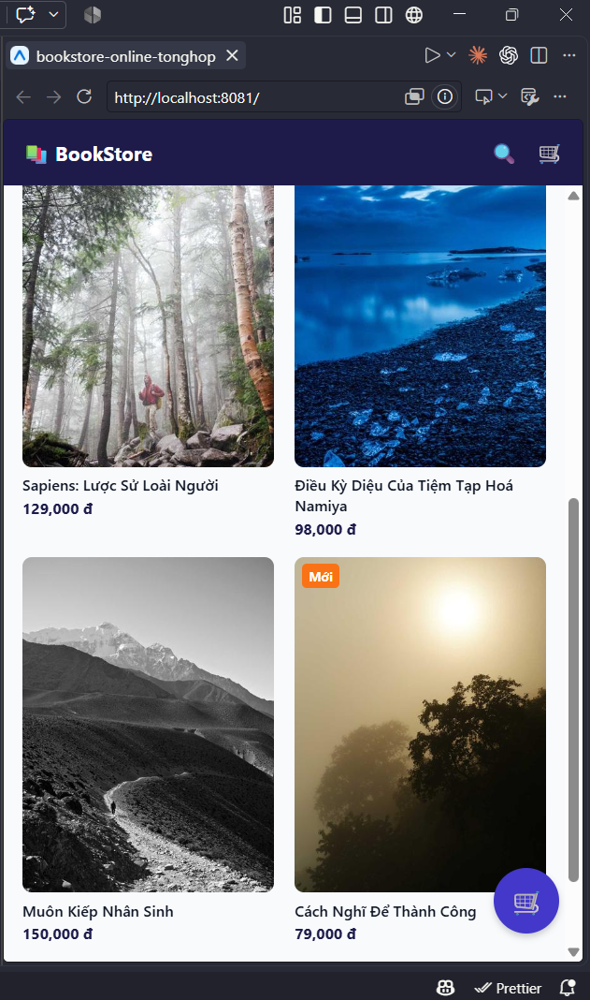 bookstore-online-tonghop
http://localhost:8081/
BookStore
Sapiens: Lược Sử Loài Người
129,000 đ
Điều Kỳ Diệu Của Tiệm Tạp Hoá
Namiya
98,000 đ
Mới
Muôn Kiếp Nhân Sinh
150,000 đ
Cách Nghĩ Để Thành Công
79,000 đ
Prettier